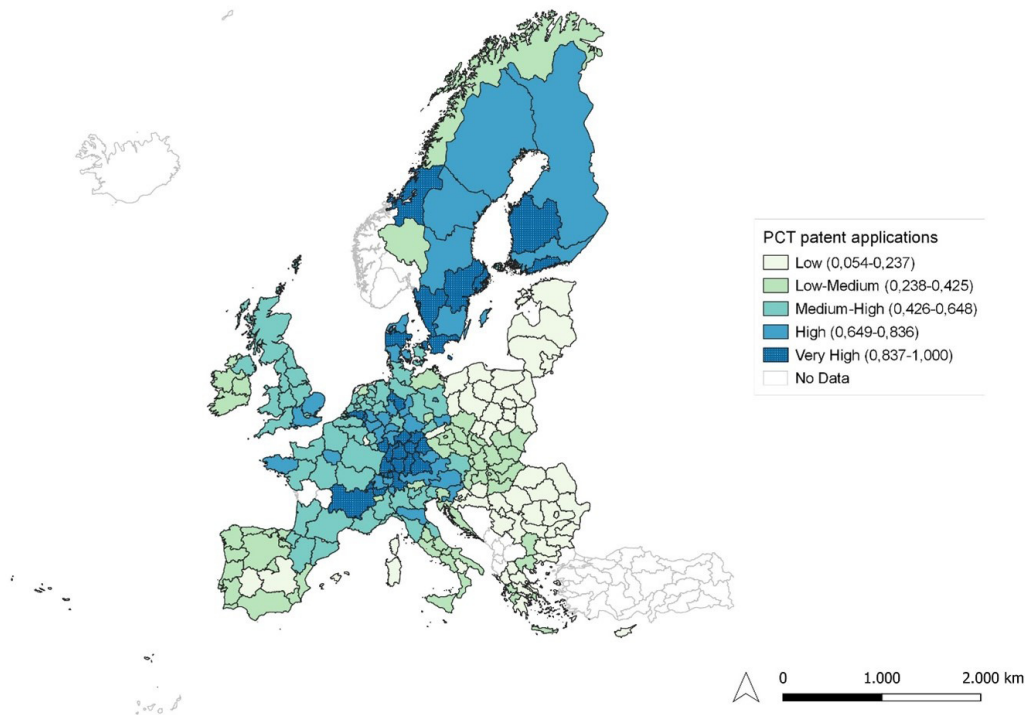 PCT patent applications
Low (0,054-0,237)
Low-Medium (0,238-0,425)
Medium-High (0,426-0,648)
High (0,649-0,836)
Very High (0,837-1,000)
No Data
0 1.000 2.000 km